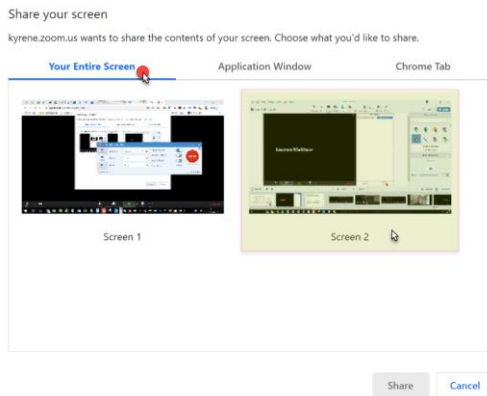 Share your screen
kyrene.zoom.us wants to share the contents of your screen. Choose what you'd like to share.
Your Entire Screen Application Window Chrome Tab
Screen 1 Screen 2
Share Cancel